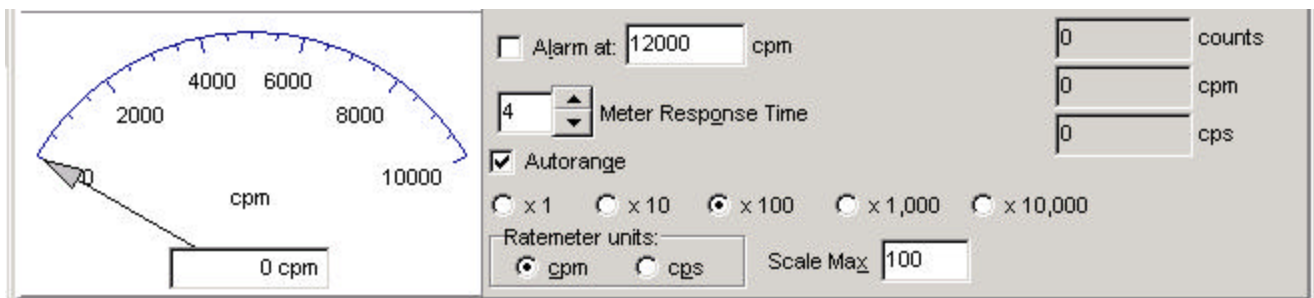 4000 6000
2000 8000
0 10000
cpm
0 cpm
Alarm at: 12000 cpm
4 Meter Response Time
Autorange
x 1 x 10 x 100 x 1,000 x 10,000
Ratemeter units:
cpm cps
Scale Max 100
0 counts
0 cpm
0 cps